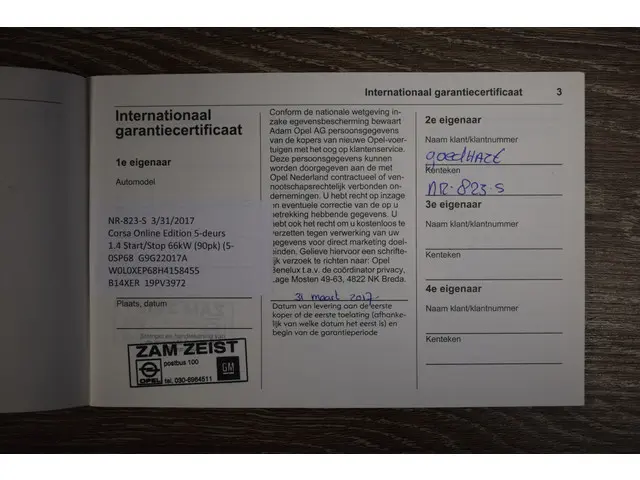 Internationaal garantiecertificaat 3
Internationaal
garantiecertificaat
1e eigenaar
Automodel
NR-823-S 3/31/2017
Corsa Online Edition 5-deurs
1.4 Start/Stop 66kW (90pk) (5-
0SP68 G9G22017A
W0L0XEP68H4158455
B14XER 19PV3972
Plaats, datum
Stempel en handtekening van
ZAM ZEIST
postbus 100
OPEL tel. 030-6964511 GM
Conform de nationale wetgeving in-
zake egevensbescherming bewaart
Adam Opel AG persoonsgegevens
van de kopers van nieuwe Opel-voer-
tuigen met het oog op klantenservice.
Deze persoonsgegevens kunnen
worden doorgegeven aan de met
Opel Nederland contractueel of ven-
nootschapsrechtelijk verbonden on-
dernemingen. U hebt recht op inzage
en eventuele correctie van de op u
betrekking hebbende gegevens. U
hebt ook het recht om u kosteloos te
verzetten tegen verwerking van uw
gegevens voor direct marketing doel-
einden. Gelieve hiervoor een schrifte-
lijk verzoek te richten naar: Opel
Benelux t.a.v. de coördinator privacy,
Lage Mosten 49-63, 4822 NK Breda.
31 maart 2017
Datum van levering aan de eerste
koper of de eerste toelating (afhanke-
lijk van welke datum het eerst is) en
begin van de garantieperiode
2e eigenaar
Naam klant/klantnummer
goedHART
Kenteken
NR-823-S
3e eigenaar
Naam klant/klantnummer
Kenteken
4e eigenaar
Naam klant/klantnummer
Kenteken